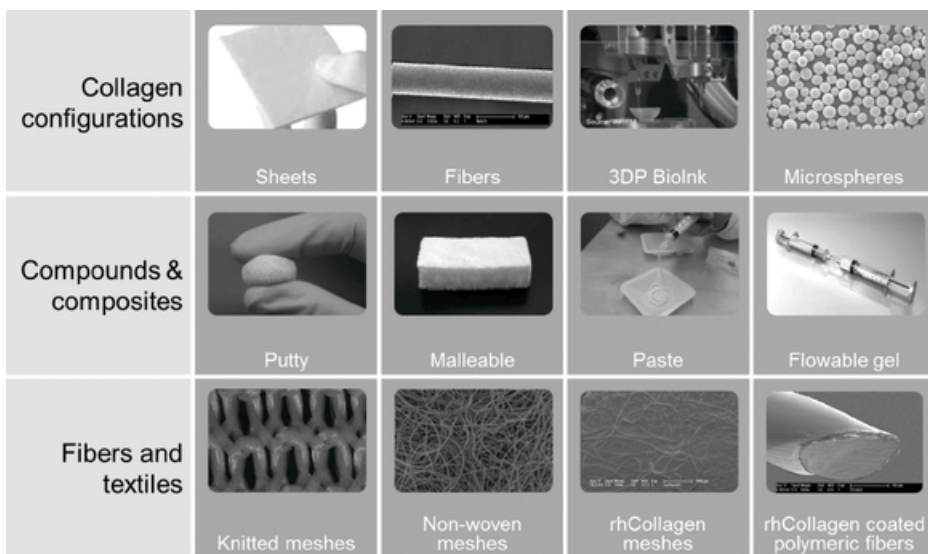 Collagen
configurations
Sheets
Fibers
3DP BioInk
Microspheres
Compounds &
composites
Putty
Malleable
Paste
Flowable gel
Fibers and
textiles
Knitted meshes
Non-woven
meshes
rhCollagen
meshes
rhCollagen coated
polymeric fibers